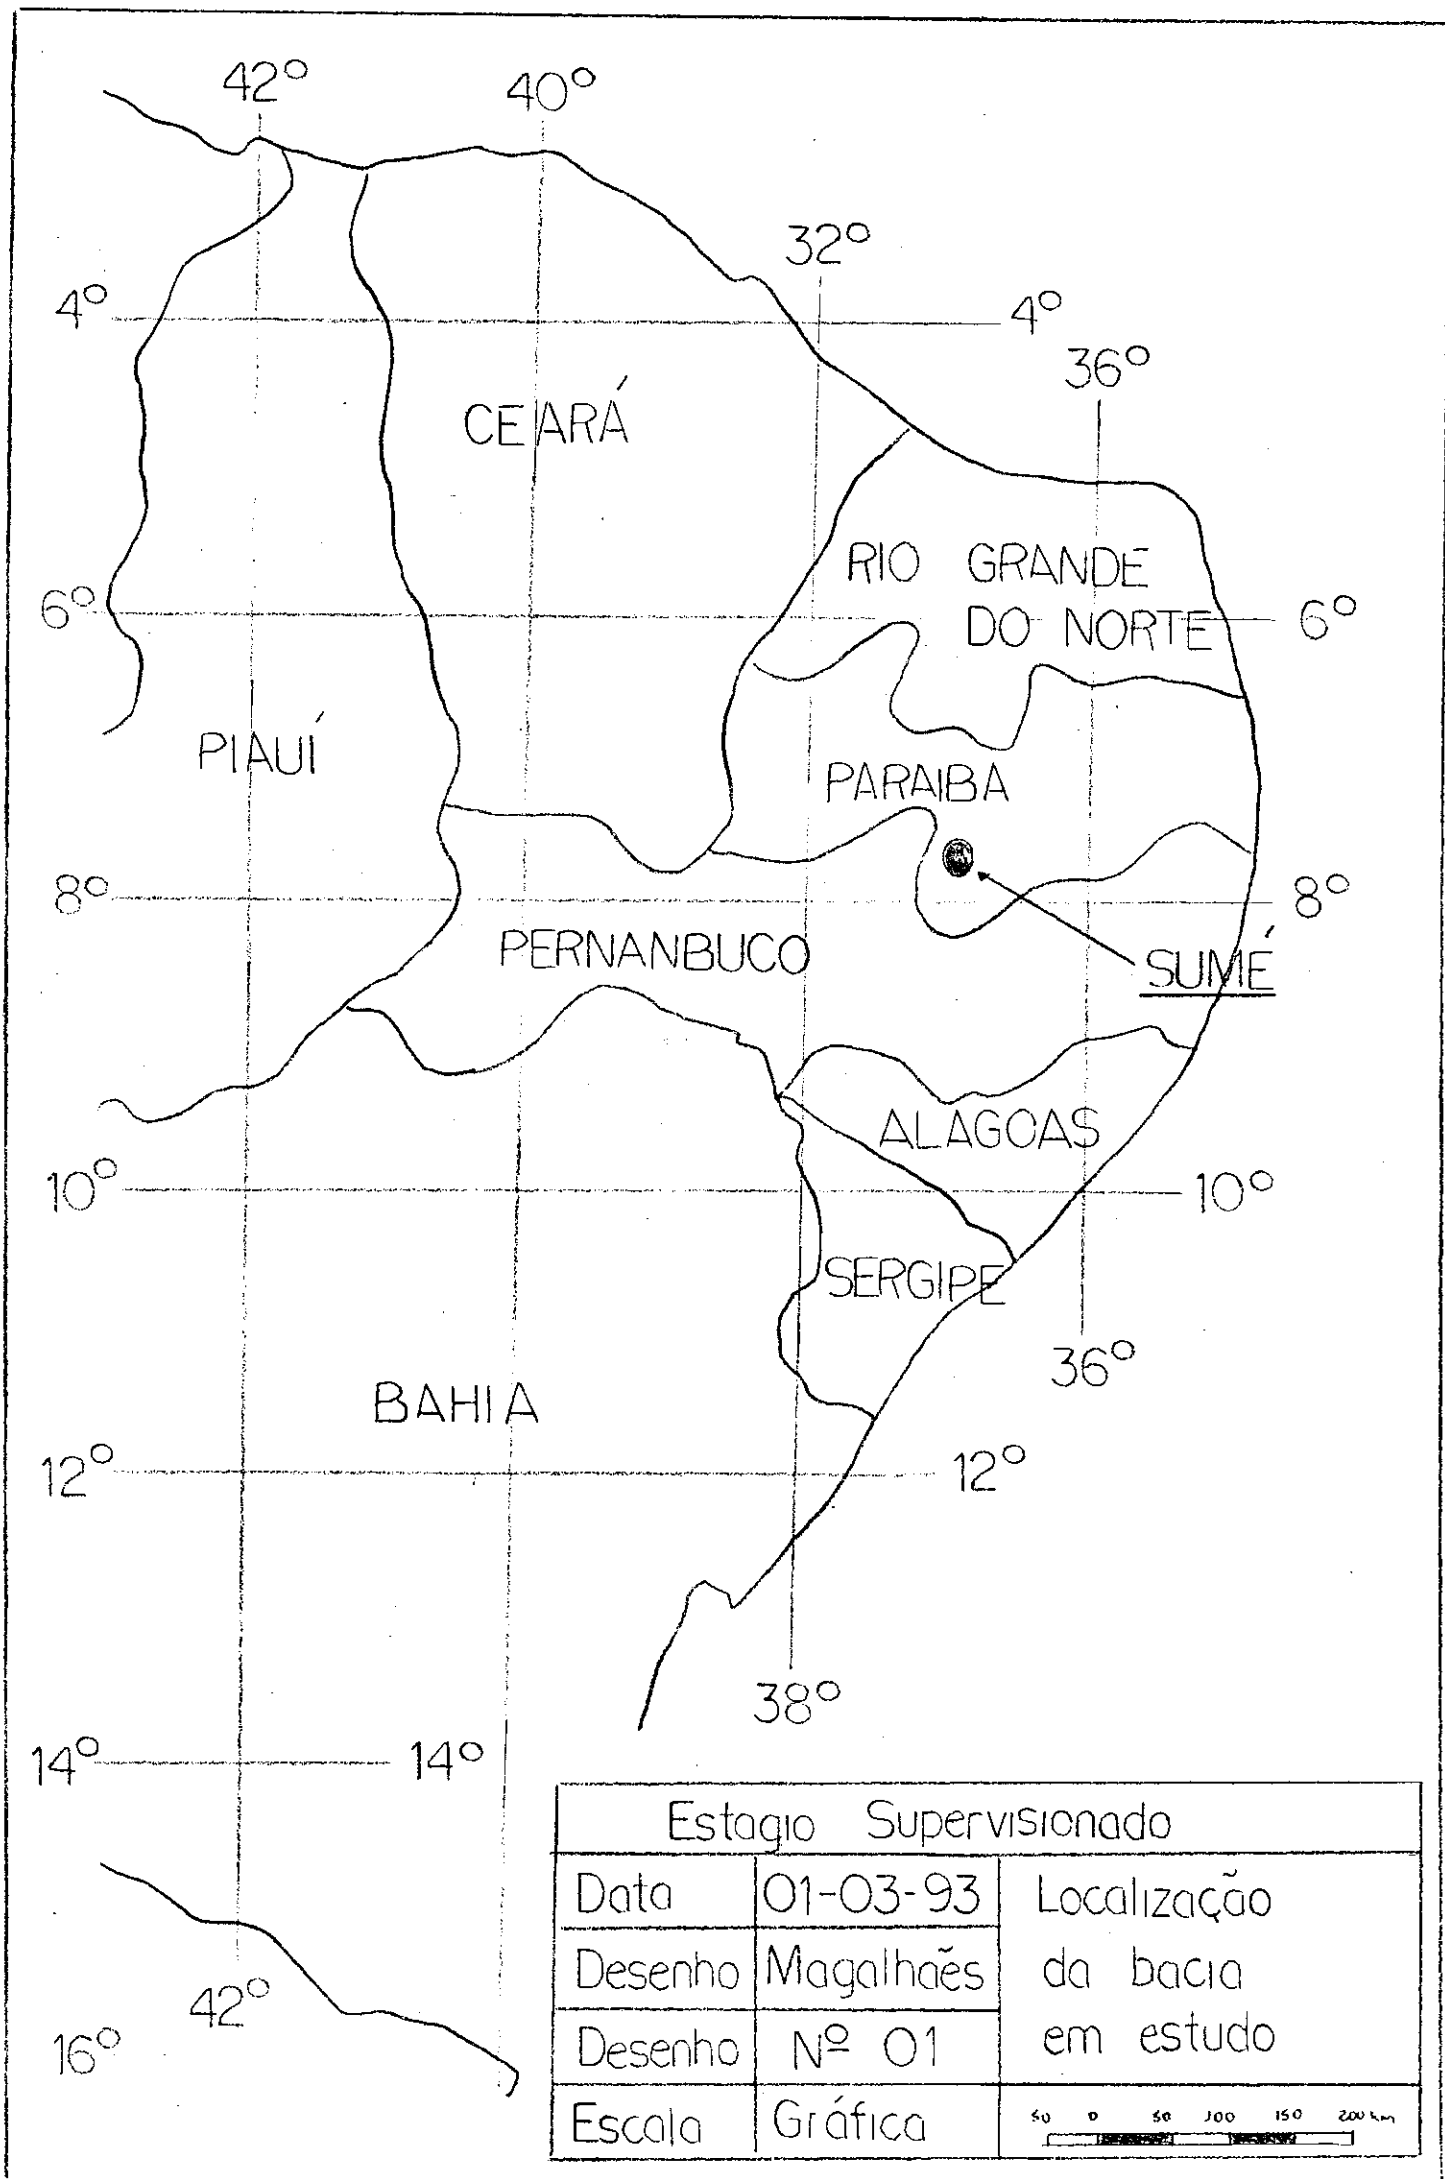 42° 40°
32°
4° 4°
36°
CEARÁ
RIO GRANDE
DO NORTE
6° 6°
PIAUÍ
PARAIBA
8° 8°
PERNANBUCO
SUMÉ
ALAGOAS
10° 10°
SERGIPE
36°
BAHIA
12° 12°
38°
14° 14°
42°
16°
Estagio Supervisionado
Data 01-03-93
Desenho Magalhães
Desenho Nº 01
Escala Gráfica
Localização
da bacia
em estudo
50 0 50 100 150 200 km